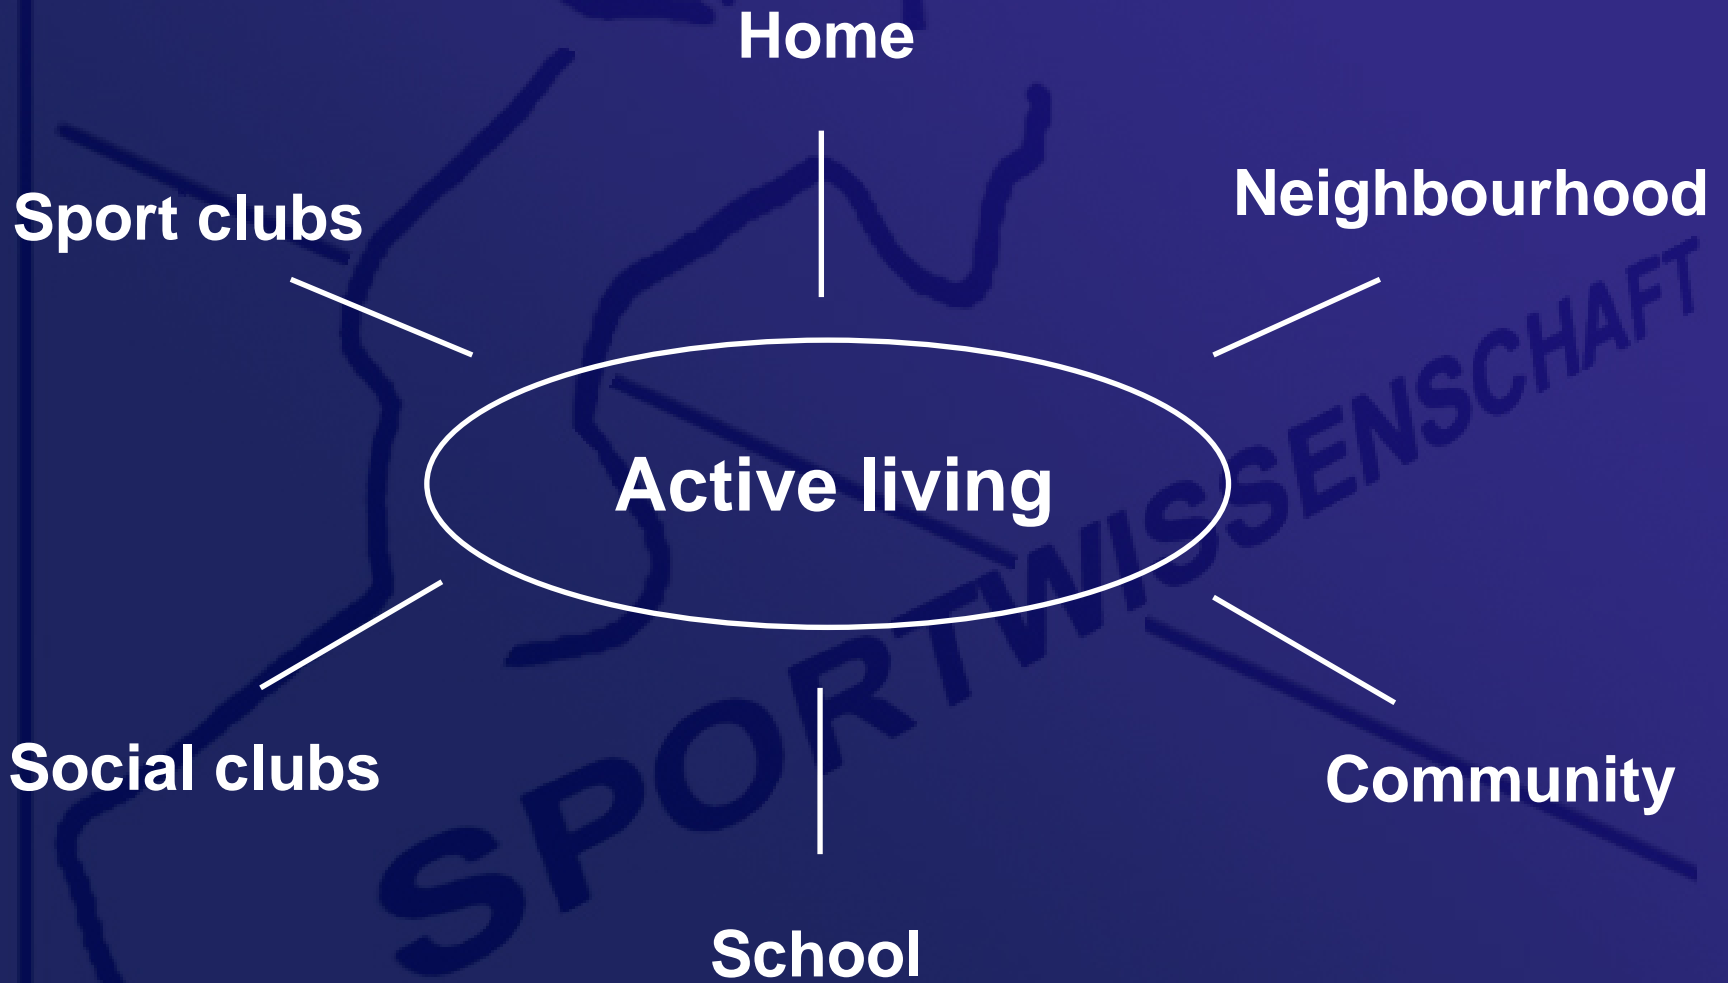 Home
Neighbourhood
Sport clubs
Active living
Social clubs
Community
School
SPORTWISSENSCHAFT